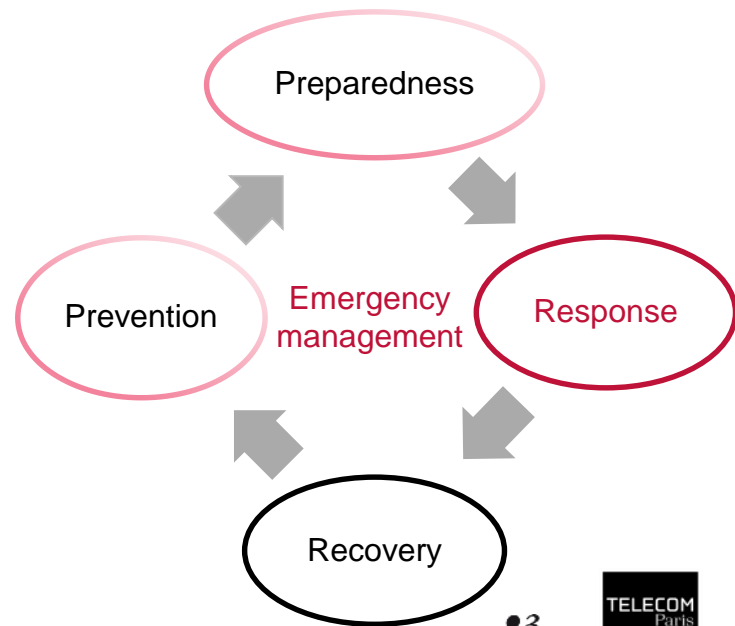 Preparedness
Prevention
Emergency
management
Response
Recovery
TELECOM
Paris